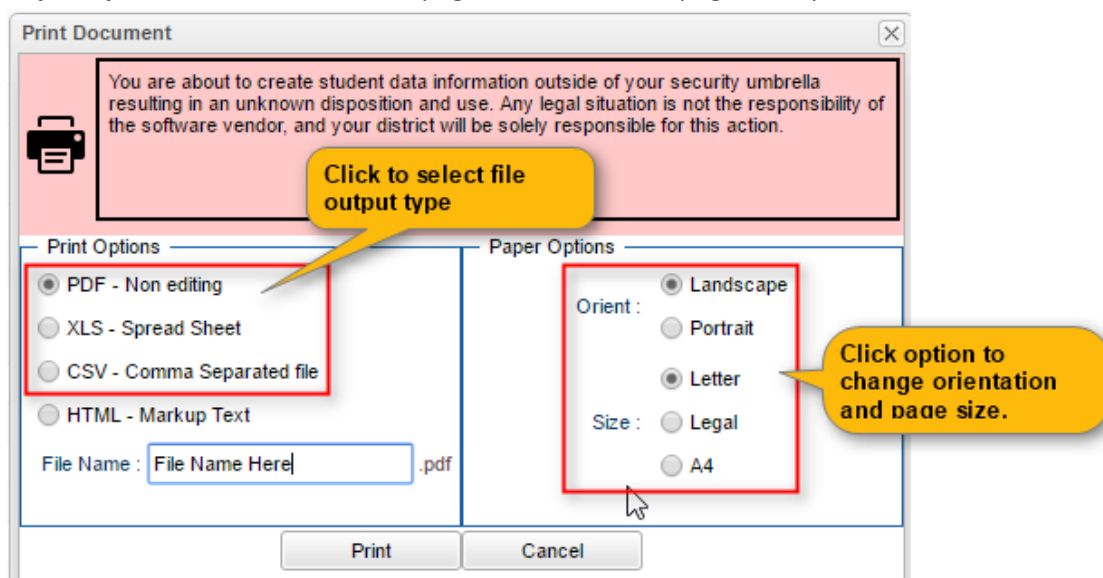 Print Document
You are about to create student data information outside of your security umbrella
resulting in an unknown disposition and use. Any legal situation is not the responsibility of
the software vendor, and your district will be solely responsible for this action.
Click to select file
output type
Print Options
PDF - Non editing
XLS - Spread Sheet
CSV - Comma Separated file
HTML - Markup Text
File Name : File Name Here .pdf
Paper Options
Orient :
Landscape
Portrait
Size :
Letter
Legal
A4
Click option to
change orientation
and page size.
Print
Cancel